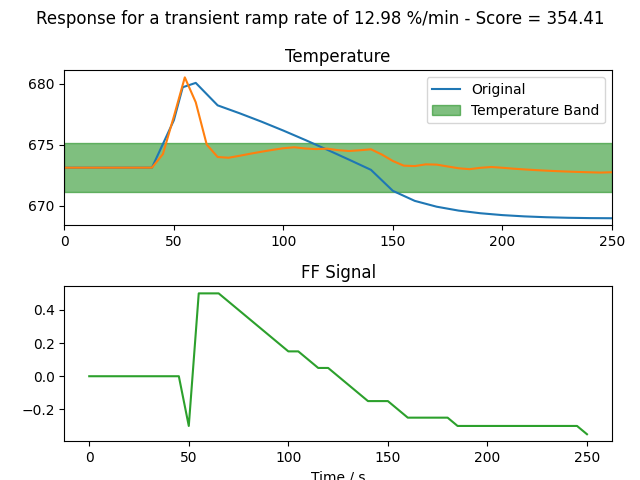 Response for a transient ramp rate of 12.98 %/min - Score = 354.41
Temperature
680
675
670
Original
Temperature Band
0 50 100 150 200 250
FF Signal
0.4
0.2
0.0
−0.2
0 50 100 150 200 250
Time / s